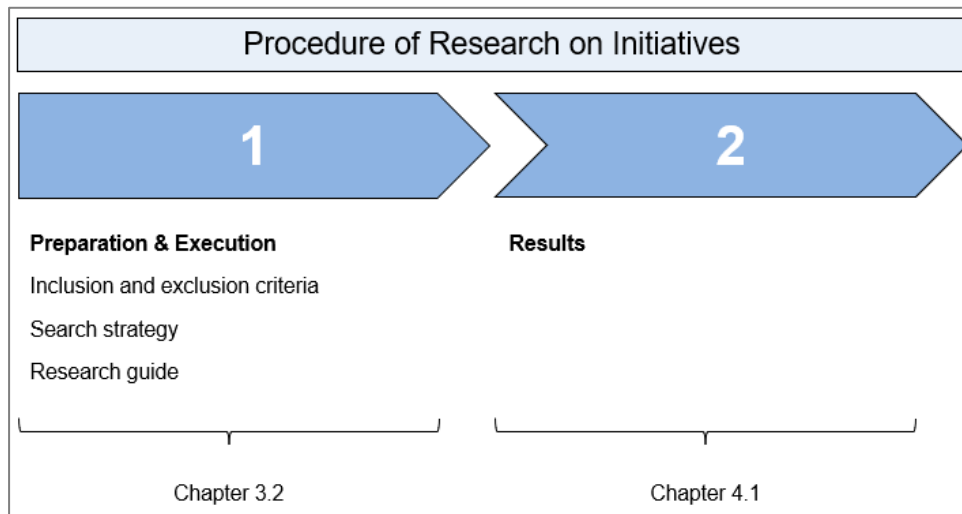 Procedure of Research on Initiatives
1
2
Preparation & Execution
Inclusion and exclusion criteria
Search strategy
Research guide
Results
Chapter 3.2
Chapter 4.1